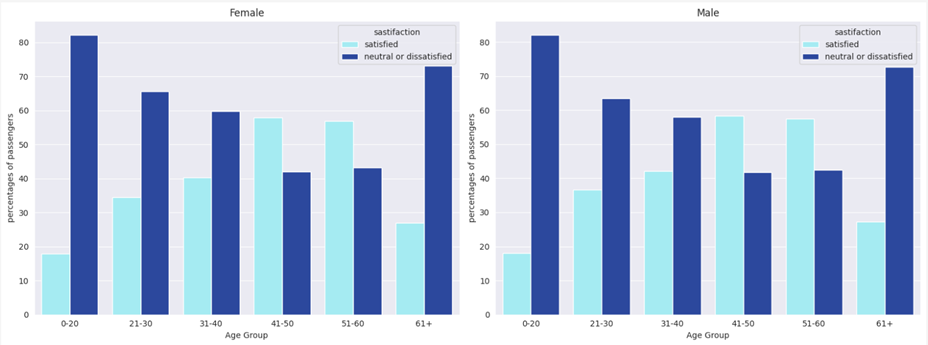 Female
sastifaction
satisfied
neutral or dissatisfied
percentages of passengers
80
70
60
50
40
30
20
10
0
0-20 21-30 31-40 41-50 51-60 61+
Age Group
Male
sastifaction
satisfied
neutral or dissatisfied
percentages of passengers
80
70
60
50
40
30
20
10
0
0-20 21-30 31-40 41-50 51-60 61+
Age Group